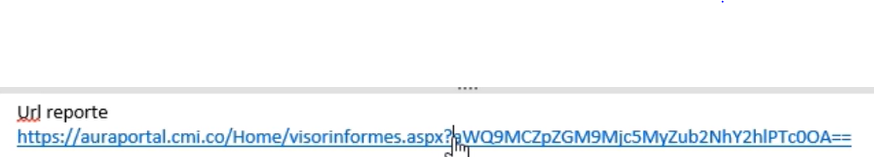 Url reporte
https://auraportal.cmi.co/Home/visorinformes.aspx?aWQ9MCZpZGM9Mjc5MyZub2NhY2hlPTc0OA==